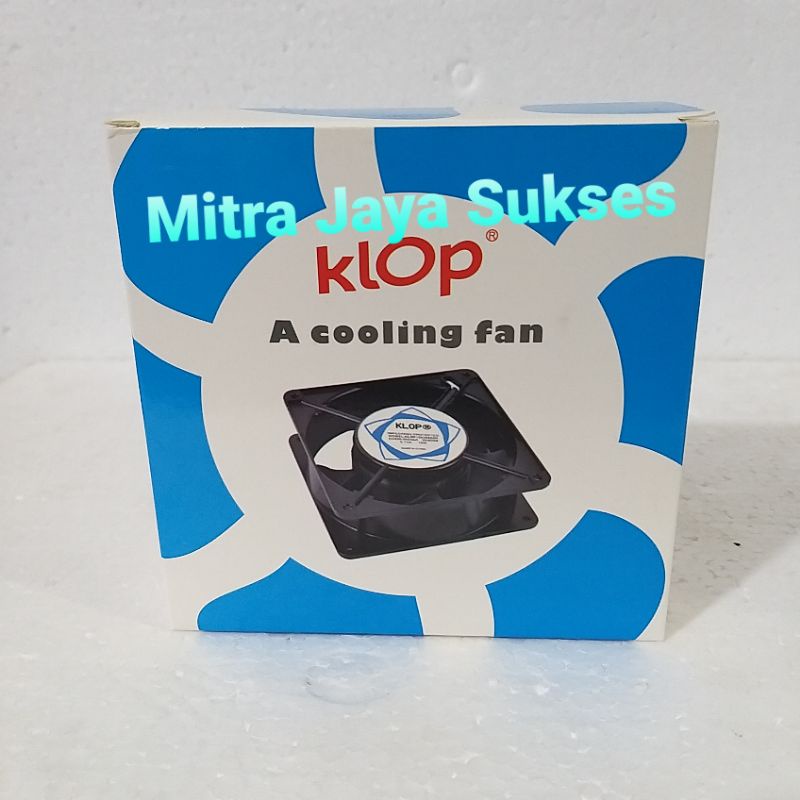 Mitra Jaya Sukses
klOp®
A cooling fan
KLOP®